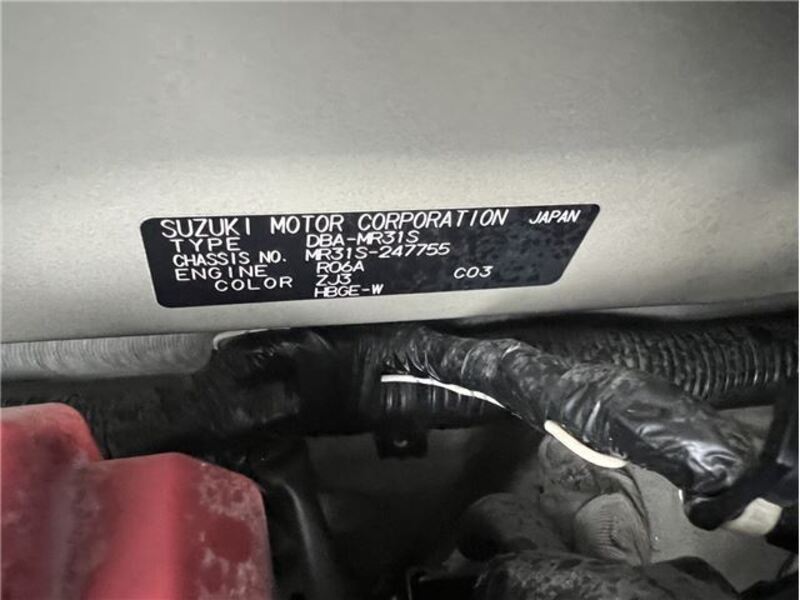 SUZUKI MOTOR CORPORATION JAPAN
TYPE DBA-MR31S
CHASSIS NO. MR31S-247755
ENGINE R06A
COLOR ZJ3 C03
HBGE-W